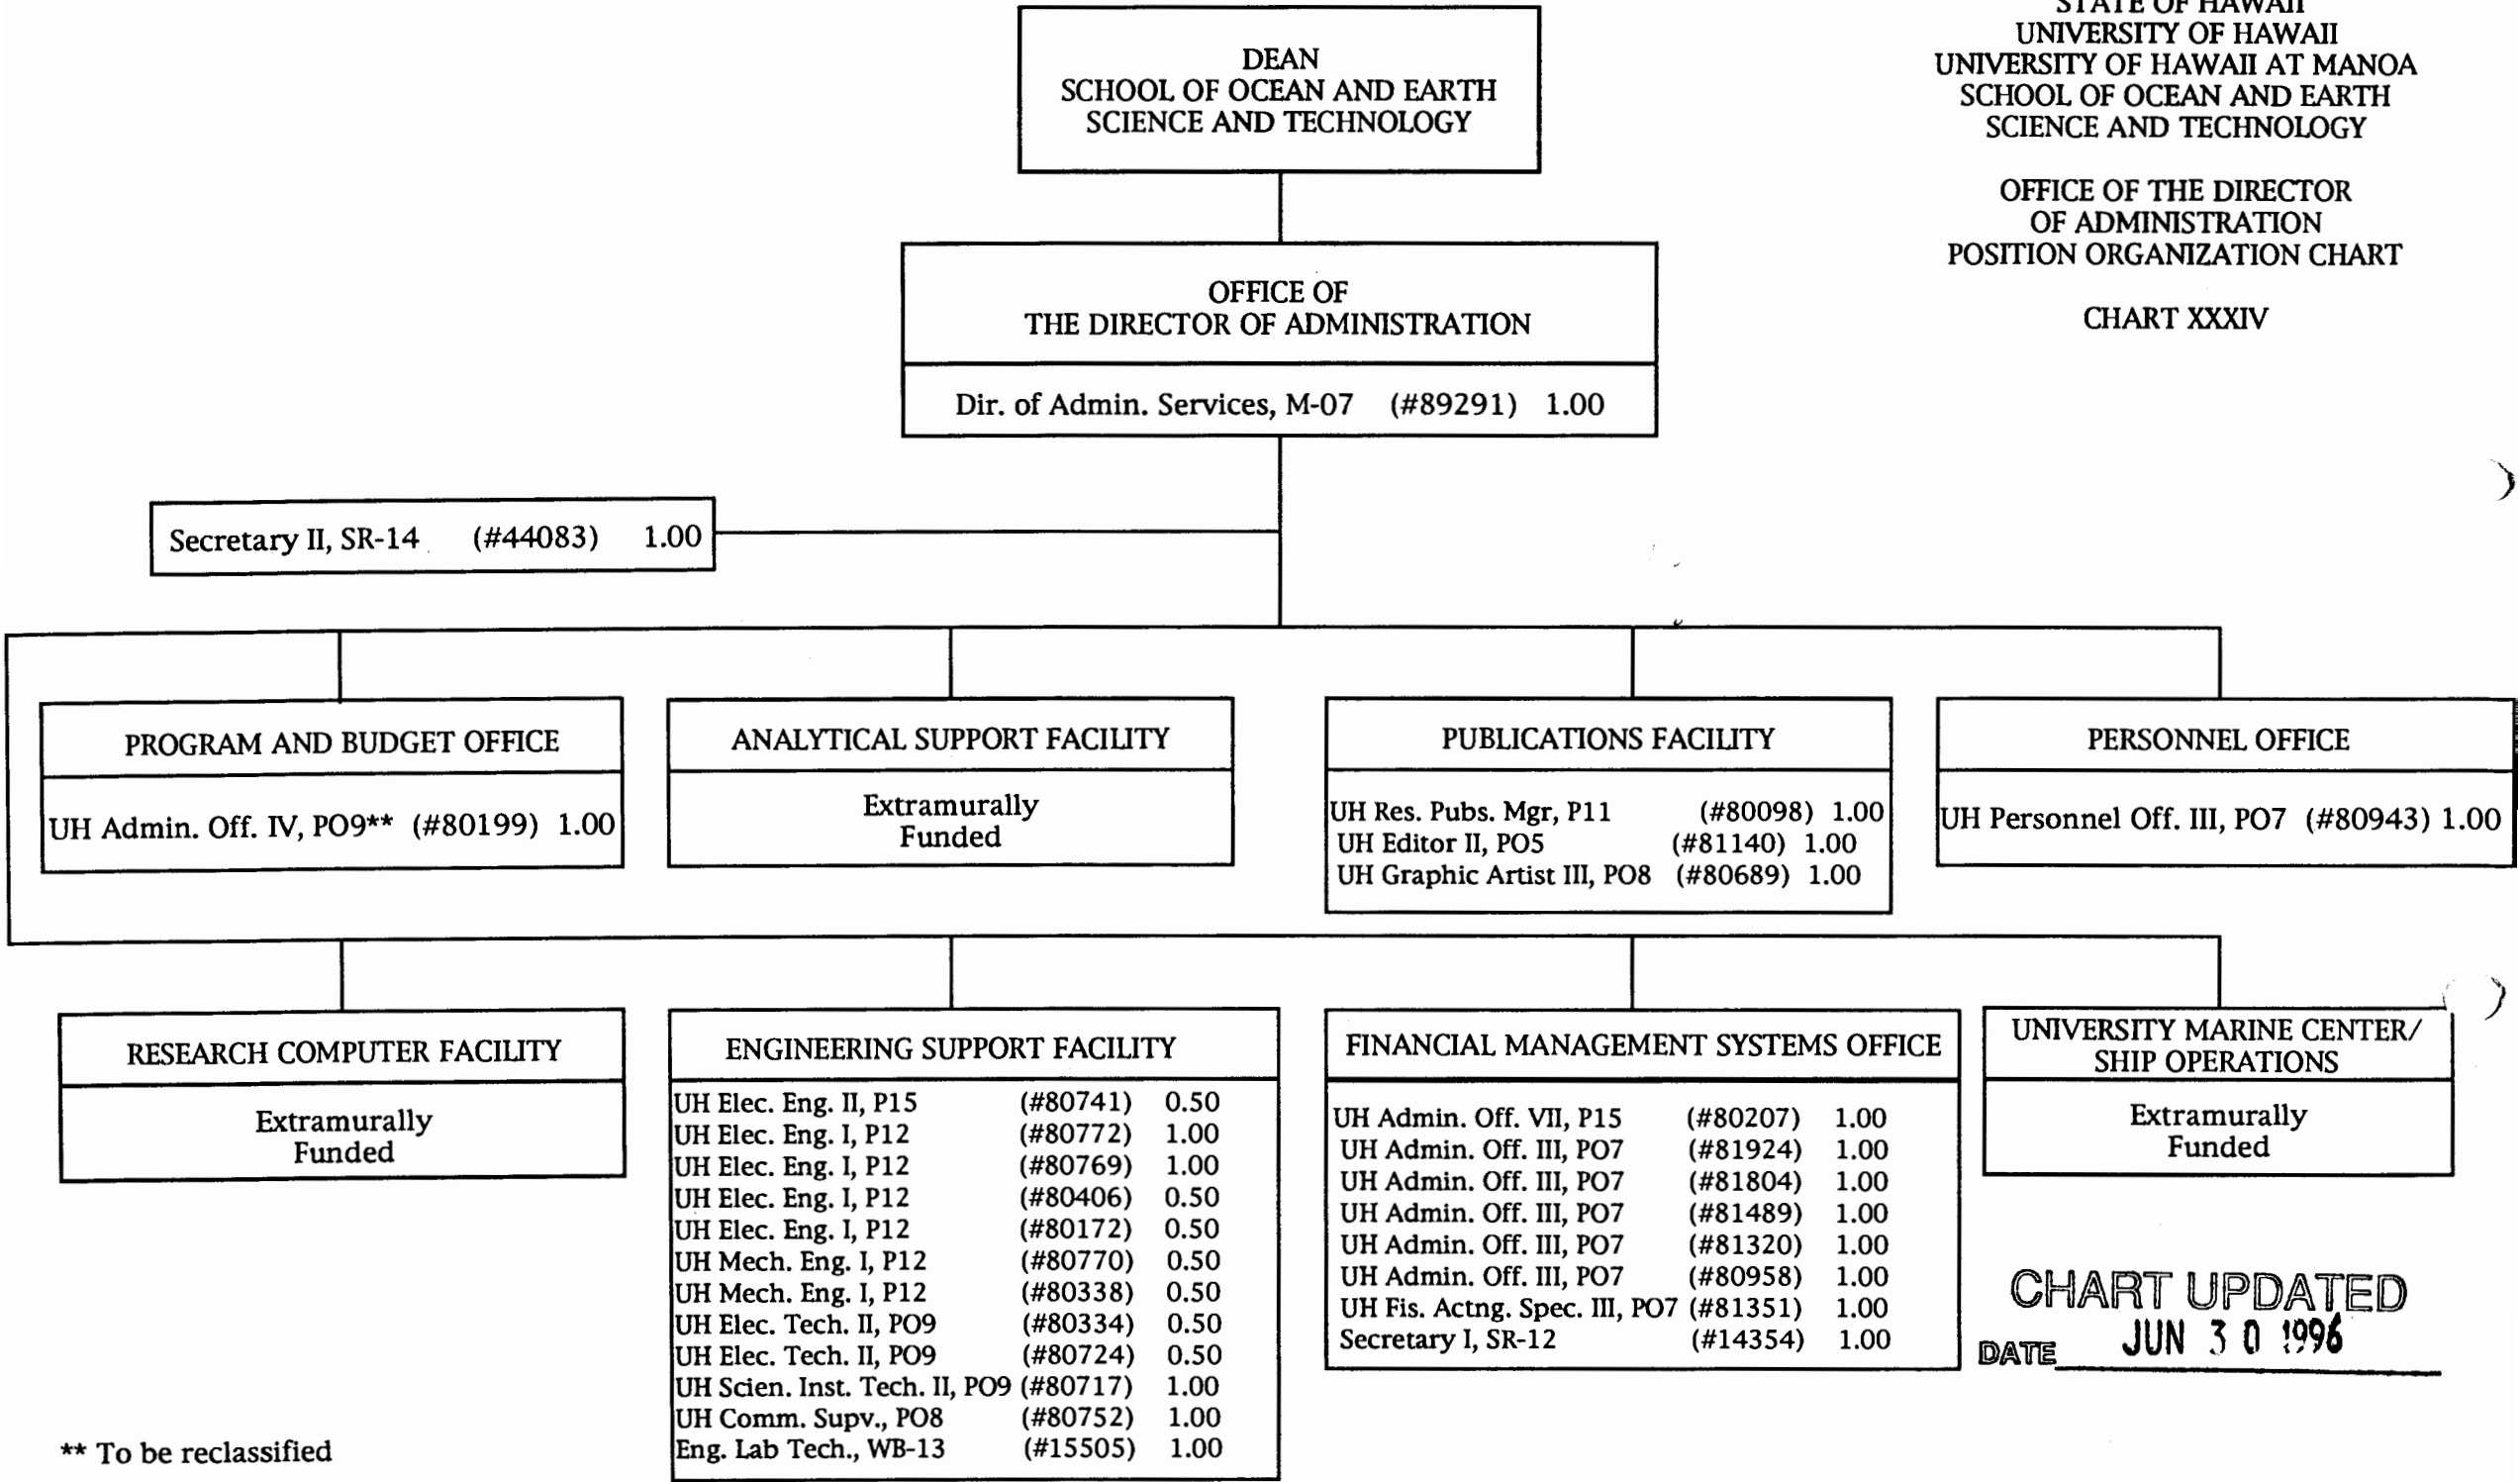 STATE OF HAWAII
UNIVERSITY OF HAWAII
UNIVERSITY OF HAWAII AT MANOA
SCHOOL OF OCEAN AND EARTH
SCIENCE AND TECHNOLOGY
OFFICE OF THE DIRECTOR
OF ADMINISTRATION
POSITION ORGANIZATION CHART
CHART XXXIV
DEAN
SCHOOL OF OCEAN AND EARTH
SCIENCE AND TECHNOLOGY
OFFICE OF
THE DIRECTOR OF ADMINISTRATION
Dir. of Admin. Services, M-07 (#89291) 1.00
Secretary II, SR-14 (#44083) 1.00
PROGRAM AND BUDGET OFFICE
UH Admin. Off. IV, PO9** (#80199) 1.00
ANALYTICAL SUPPORT FACILITY
Extramurally
Funded
PUBLICATIONS FACILITY
UH Res. Pubs. Mgr, P11 (#80098) 1.00
UH Editor II, PO5 (#81140) 1.00
UH Graphic Artist III, PO8 (#80689) 1.00
PERSONNEL OFFICE
UH Personnel Off. III, PO7 (#80943) 1.00
RESEARCH COMPUTER FACILITY
Extramurally
Funded
ENGINEERING SUPPORT FACILITY
UH Elec. Eng. II, P15 (#80741) 0.50
UH Elec. Eng. I, P12 (#80772) 1.00
UH Elec. Eng. I, P12 (#80769) 1.00
UH Elec. Eng. I, P12 (#80406) 0.50
UH Elec. Eng. I, P12 (#80172) 0.50
UH Mech. Eng. I, P12 (#80770) 0.50
UH Mech. Eng. I, P12 (#80338) 0.50
UH Elec. Tech. II, PO9 (#80334) 0.50
UH Elec. Tech. II, PO9 (#80724) 0.50
UH Scien. Inst. Tech. II, PO9 (#80717) 1.00
UH Comm. Supv., PO8 (#80752) 1.00
Eng. Lab Tech., WB-13 (#15505) 1.00
FINANCIAL MANAGEMENT SYSTEMS OFFICE
UH Admin. Off. VII, P15 (#80207) 1.00
UH Admin. Off. III, PO7 (#81924) 1.00
UH Admin. Off. III, PO7 (#81804) 1.00
UH Admin. Off. III, PO7 (#81489) 1.00
UH Admin. Off. III, PO7 (#81320) 1.00
UH Admin. Off. III, PO7 (#80958) 1.00
UH Fis. Actng. Spec. III, PO7 (#81351) 1.00
Secretary I, SR-12 (#14354) 1.00
UNIVERSITY MARINE CENTER/
SHIP OPERATIONS
Extramurally
Funded
CHART UPDATED
DATE JUN 30 1996
** To be reclassified